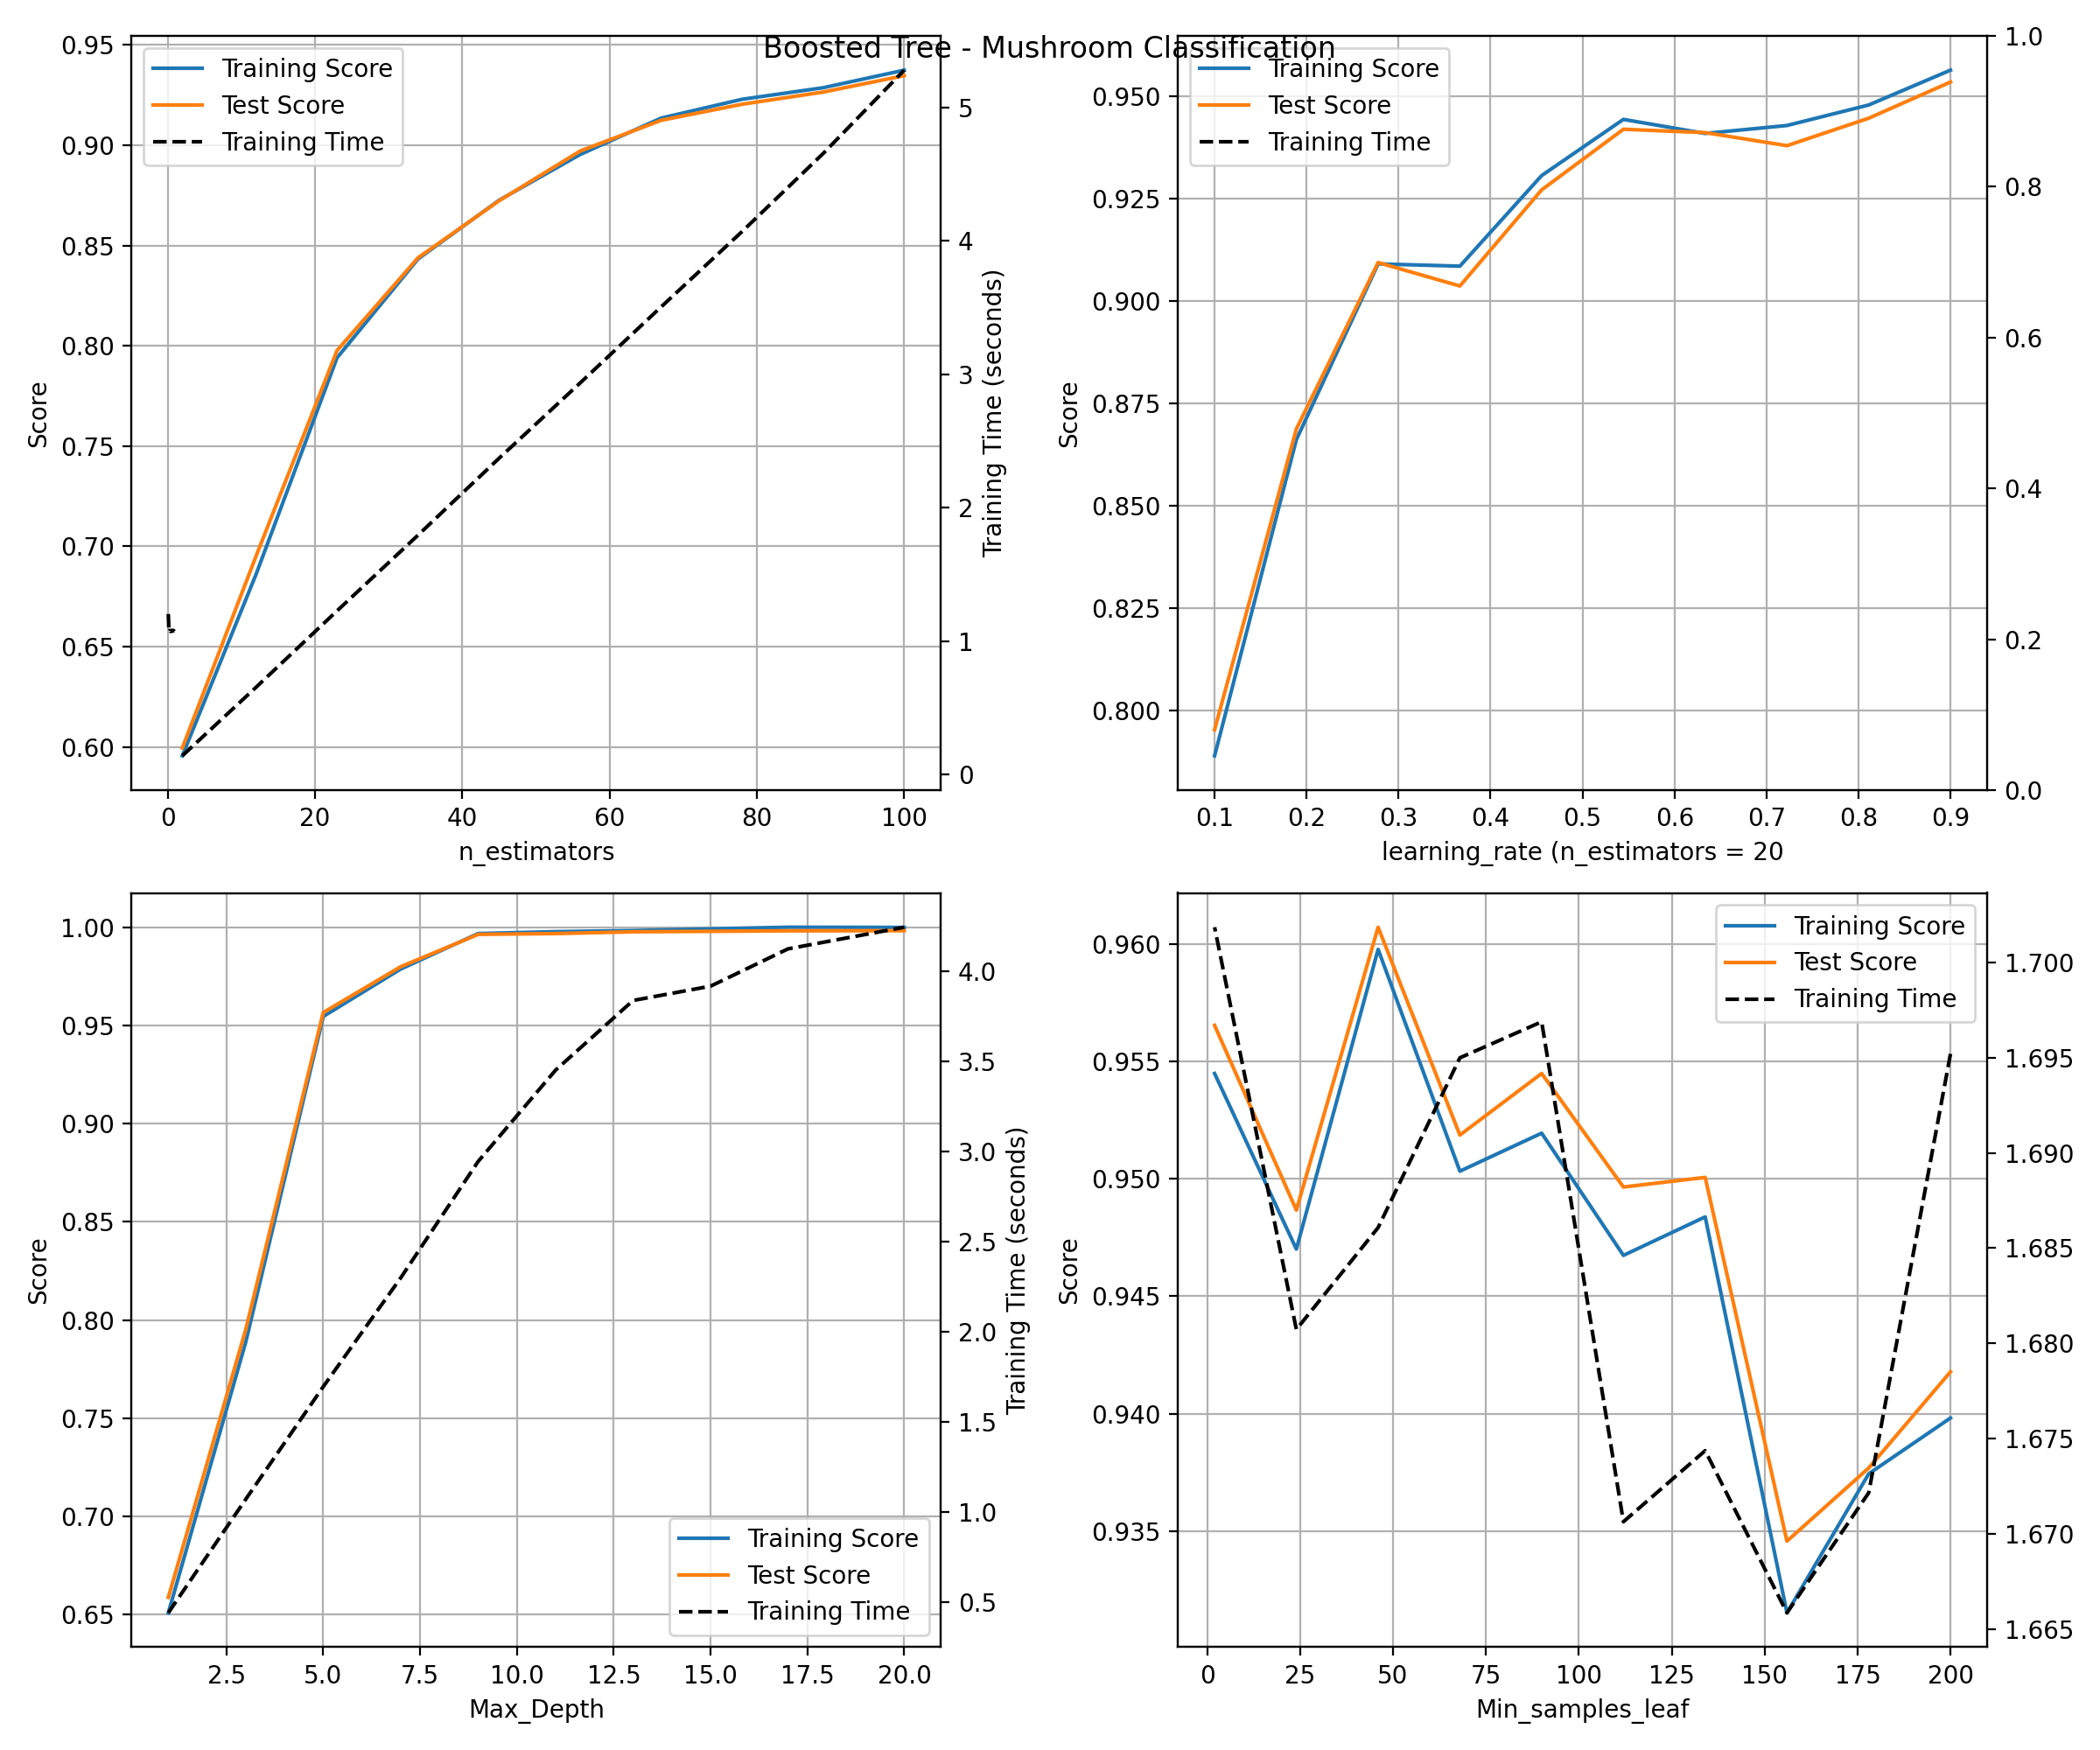 Boosted Tree - Mushroom Classification
Training Score
Test Score
Training Time
0.95
0.90
0.85
0.80
0.75
0.70
0.65
0.60
Score
0 20 40 60 80 100
n_estimators
5
4
3
2
1
0
Training Time (seconds)
Training Score
Test Score
Training Time
0.950
0.925
0.900
0.875
0.850
0.825
0.800
Score
0.1 0.2 0.3 0.4 0.5 0.6 0.7 0.8 0.9
learning_rate (n_estimators = 20
1.0
0.8
0.6
0.4
0.2
0.0
1.00
0.95
0.90
0.85
0.80
0.75
0.70
0.65
Score
Training Score
Test Score
Training Time
2.5 5.0 7.5 10.0 12.5 15.0 17.5 20.0
Max_Depth
4.0
3.5
3.0
2.5
2.0
1.5
1.0
0.5
Training Time (seconds)
Training Score
Test Score
Training Time
0.960
0.955
0.950
0.945
0.940
0.935
Score
0 25 50 75 100 125 150 175 200
Min_samples_leaf
1.700
1.695
1.690
1.685
1.680
1.675
1.670
1.665